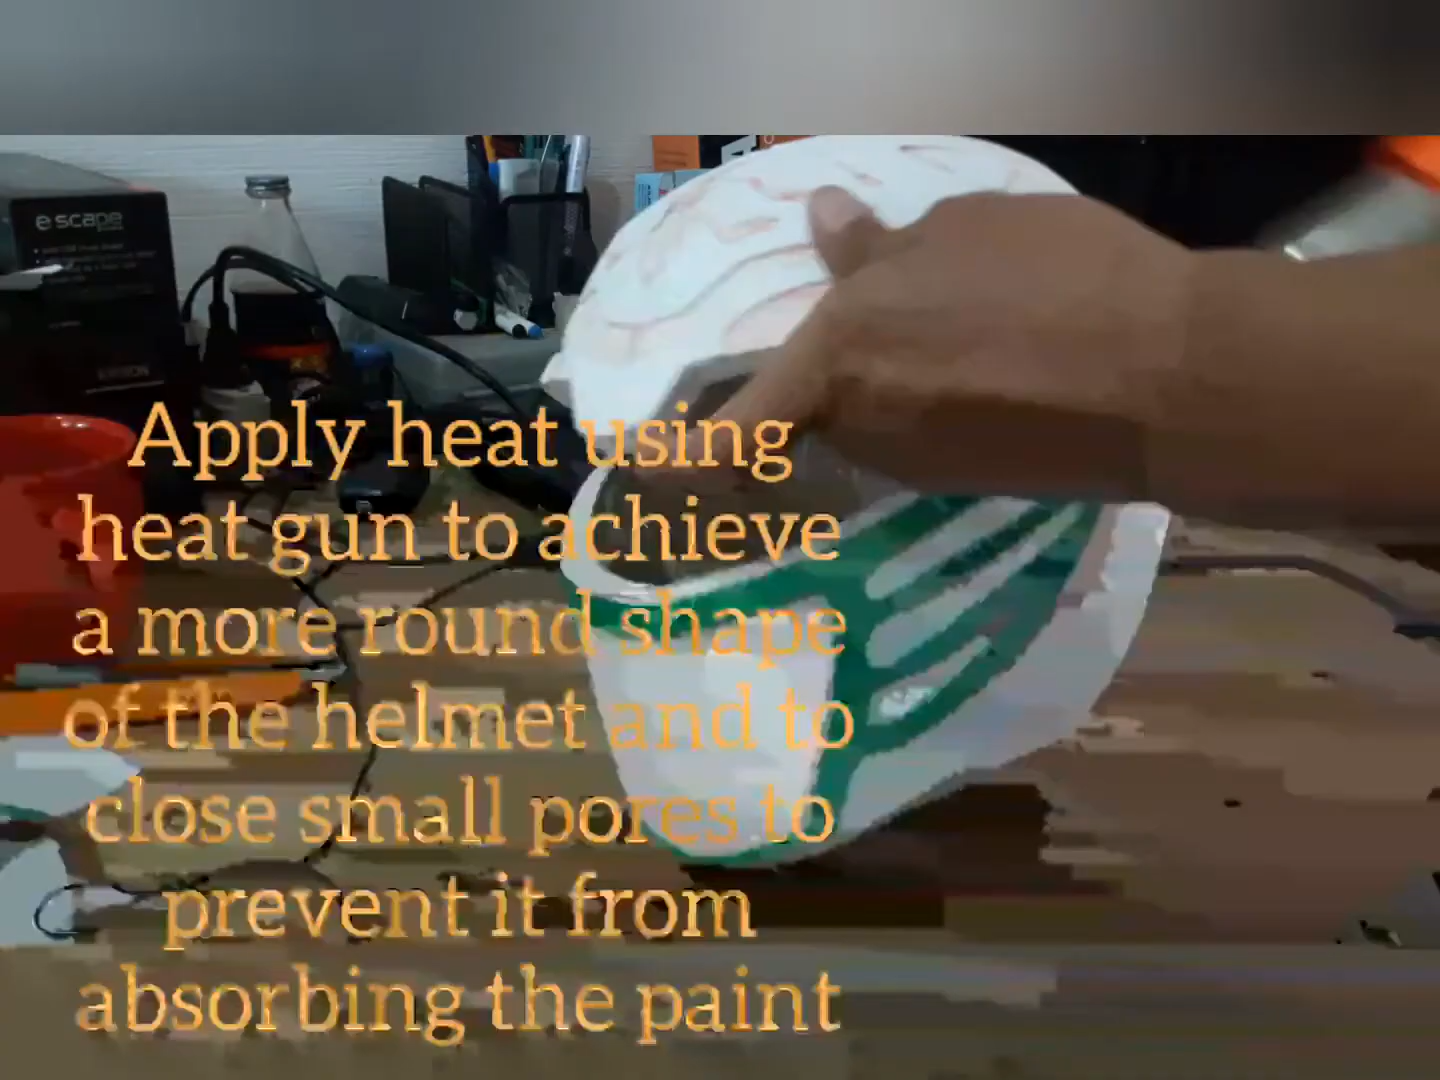 escape
Apply heat using
heat gun to achieve
a more round shape
of the helmet and to
close small pores to
prevent it from
absorbing the paint